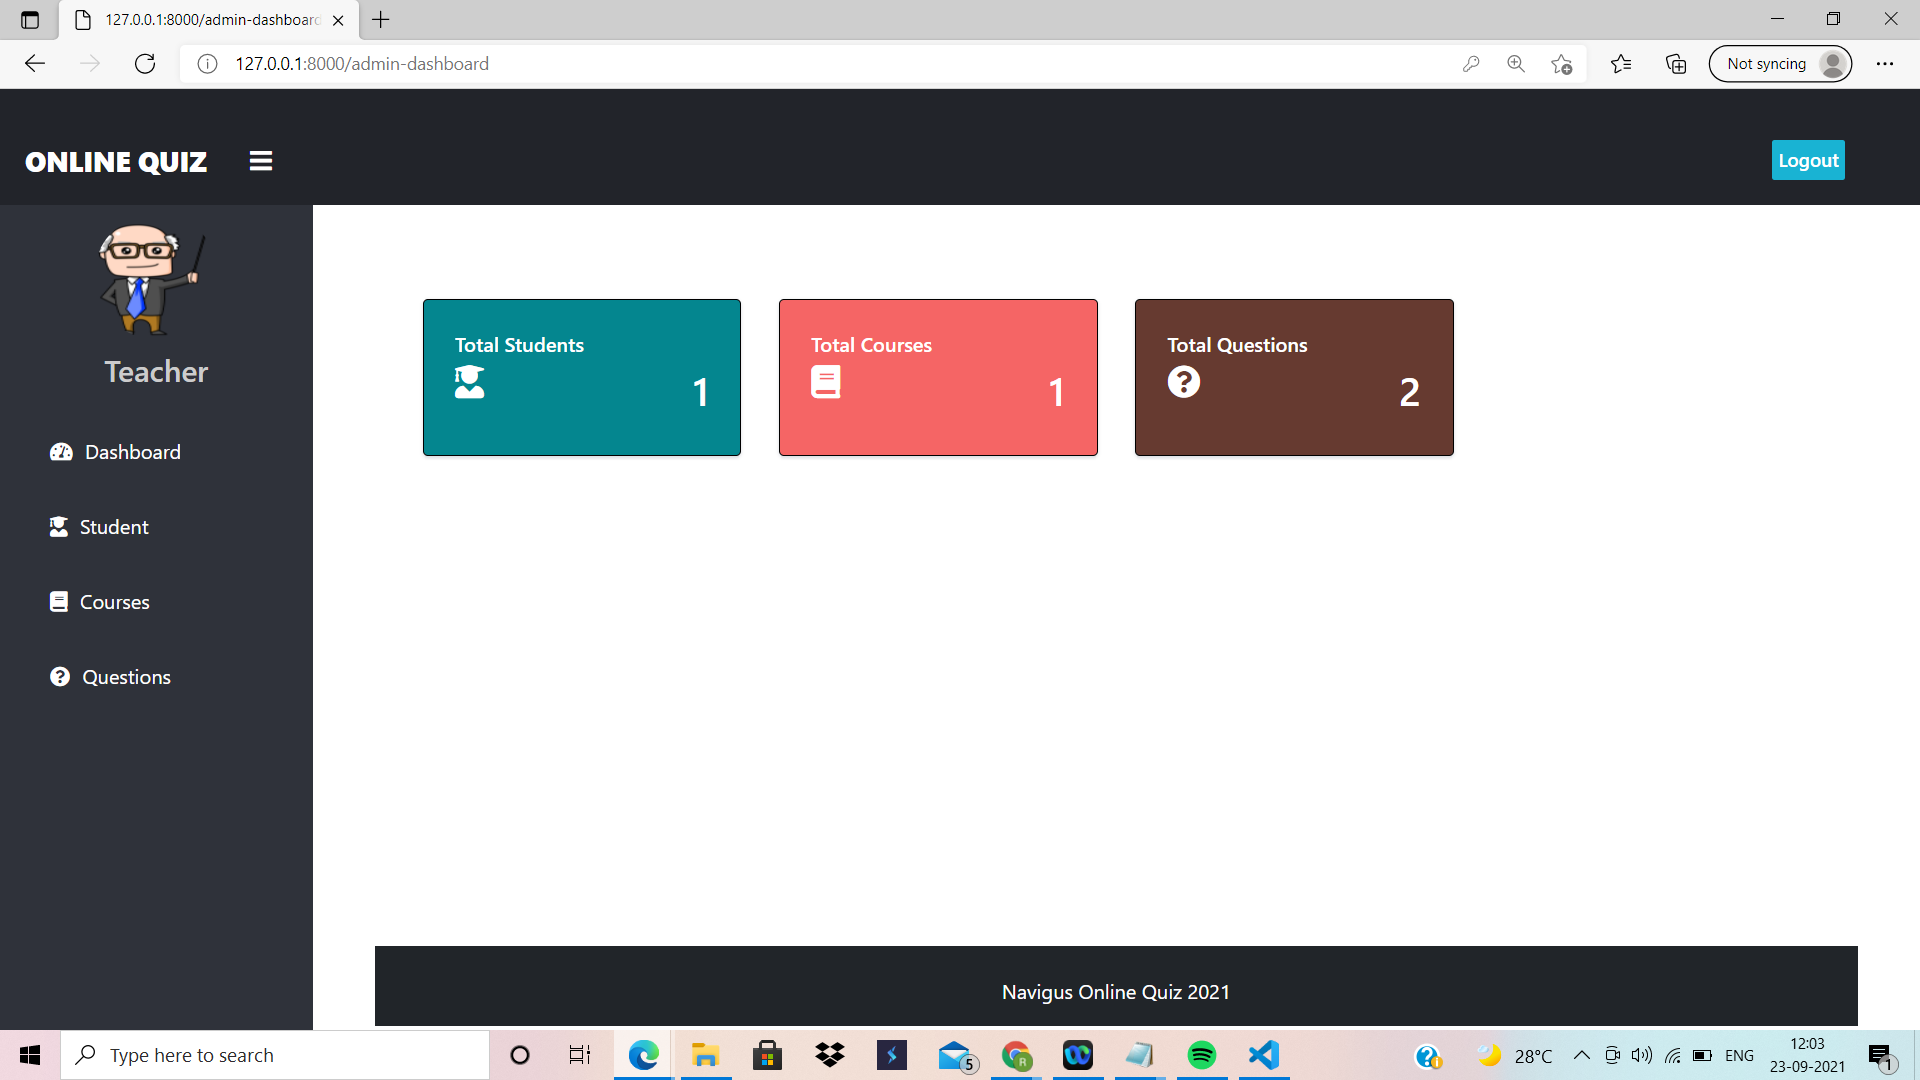 127.0.0.1:8000/admin-dashboard
127.0.0.1:8000/admin-dashboard
Not syncing
ONLINE QUIZ
Logout
Teacher
Dashboard
Student
Courses
Questions
Total Students
1
Total Courses
1
Total Questions
2
Navigus Online Quiz 2021
Type here to search
5
R
28°C
ENG
12:03
23-09-2021
1